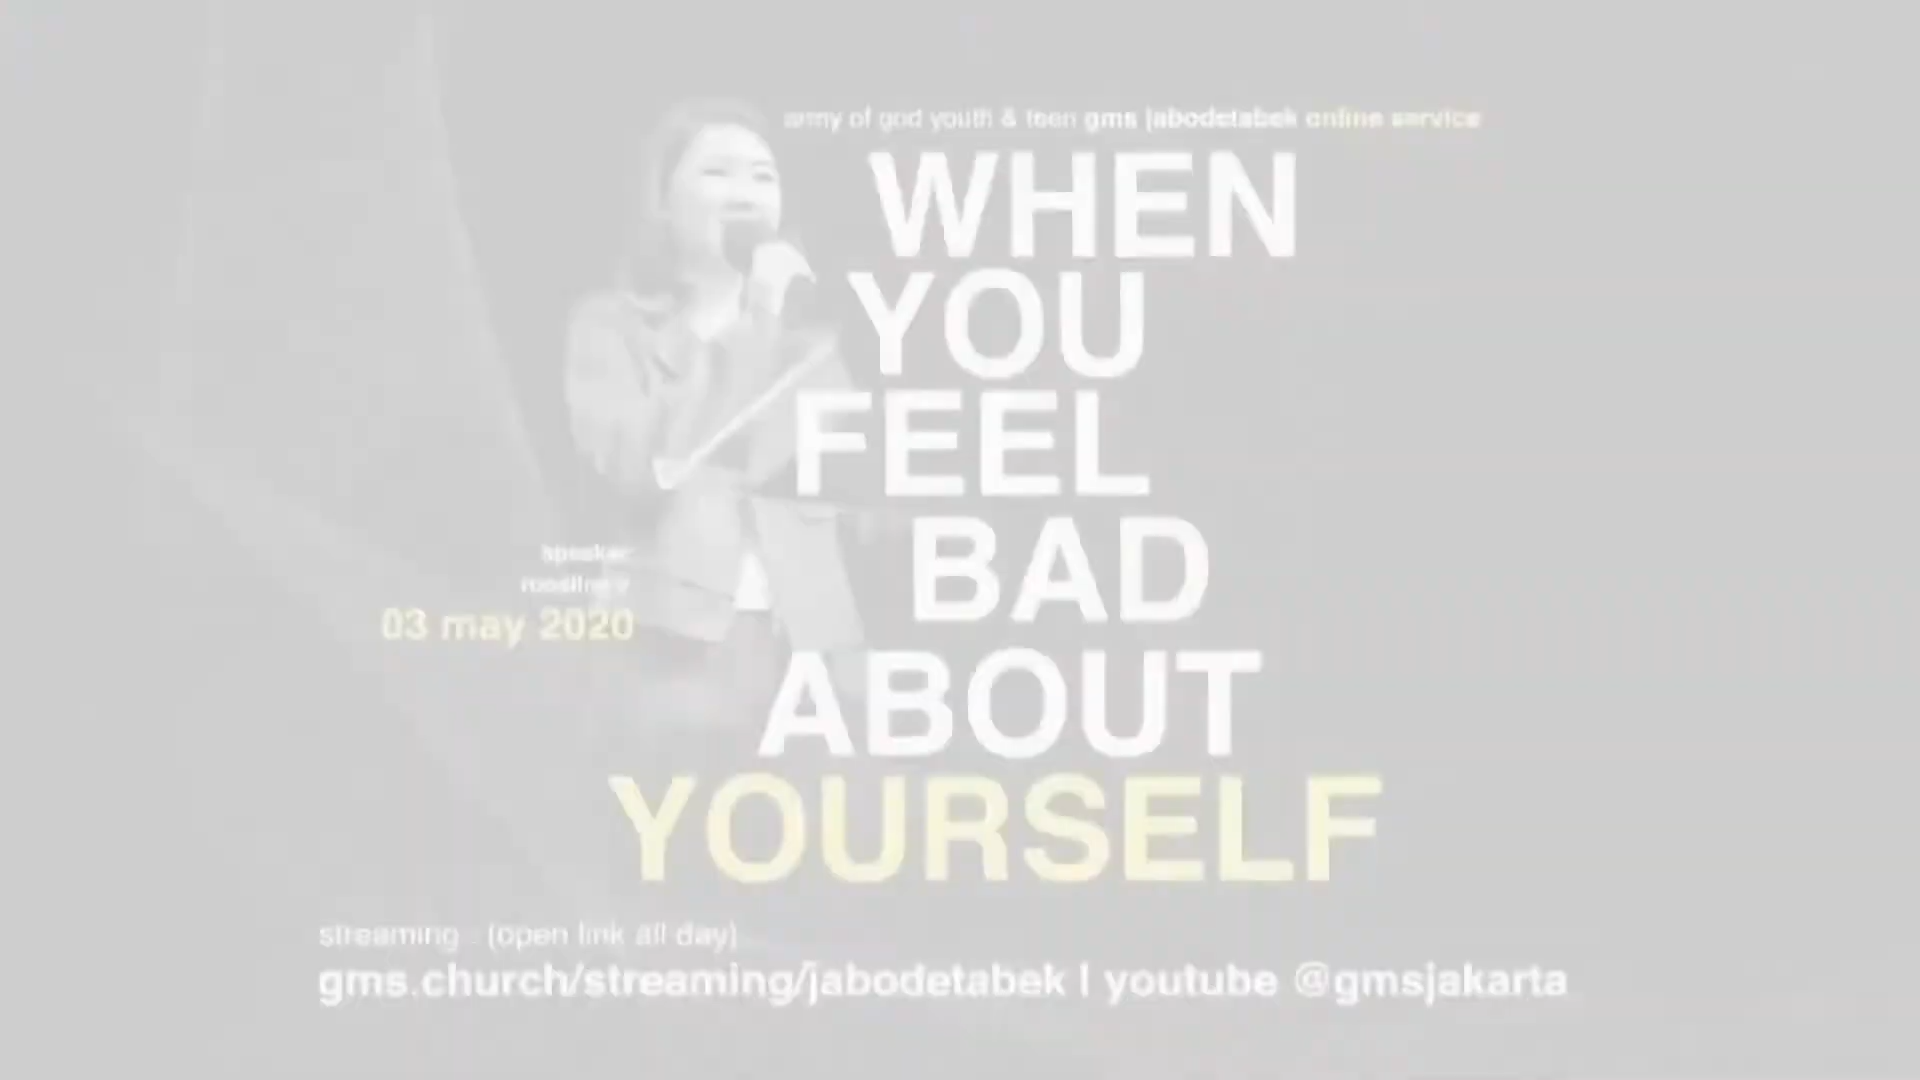 army of god youth & teen gms jabodetabek online service
WHEN
YOU
FEEL
BAD
ABOUT
YOURSELF
speaker
03 may 2020
streaming : (open link all day)
gms.church/streaming/jabodetabek | youtube @gmsjakarta